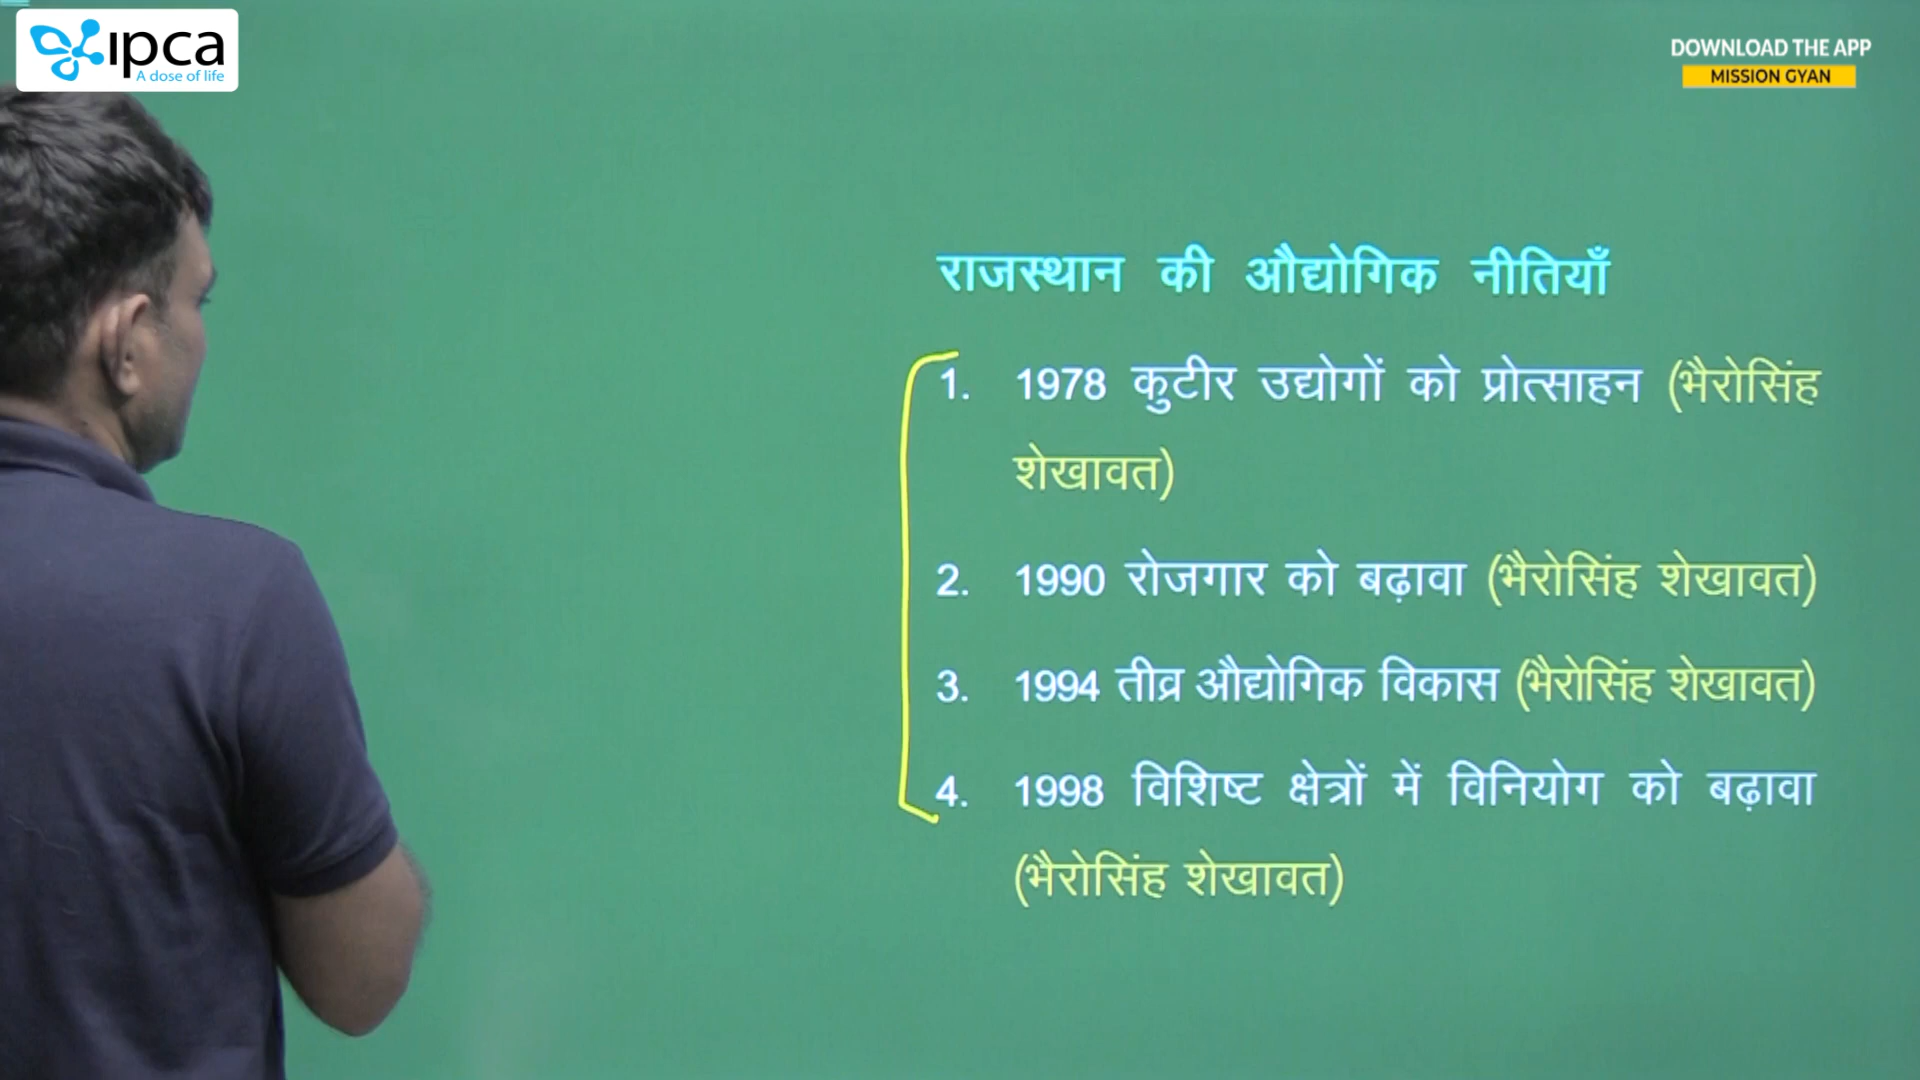 ipca
A dose of life
DOWNLOAD THE APP
MISSION GYAN
राजस्थान की औद्योगिक नीतियाँ
1. 1978 कुटीर उद्योगों को प्रोत्साहन (भैरोसिंह
शेखावत)
2. 1990 रोजगार को बढ़ावा (भैरोसिंह शेखावत)
3. 1994 तीव्र औद्योगिक विकास (भैरोसिंह शेखावत)
4. 1998 विशिष्ट क्षेत्रों में विनियोग को बढ़ावा
(भैरोसिंह शेखावत)